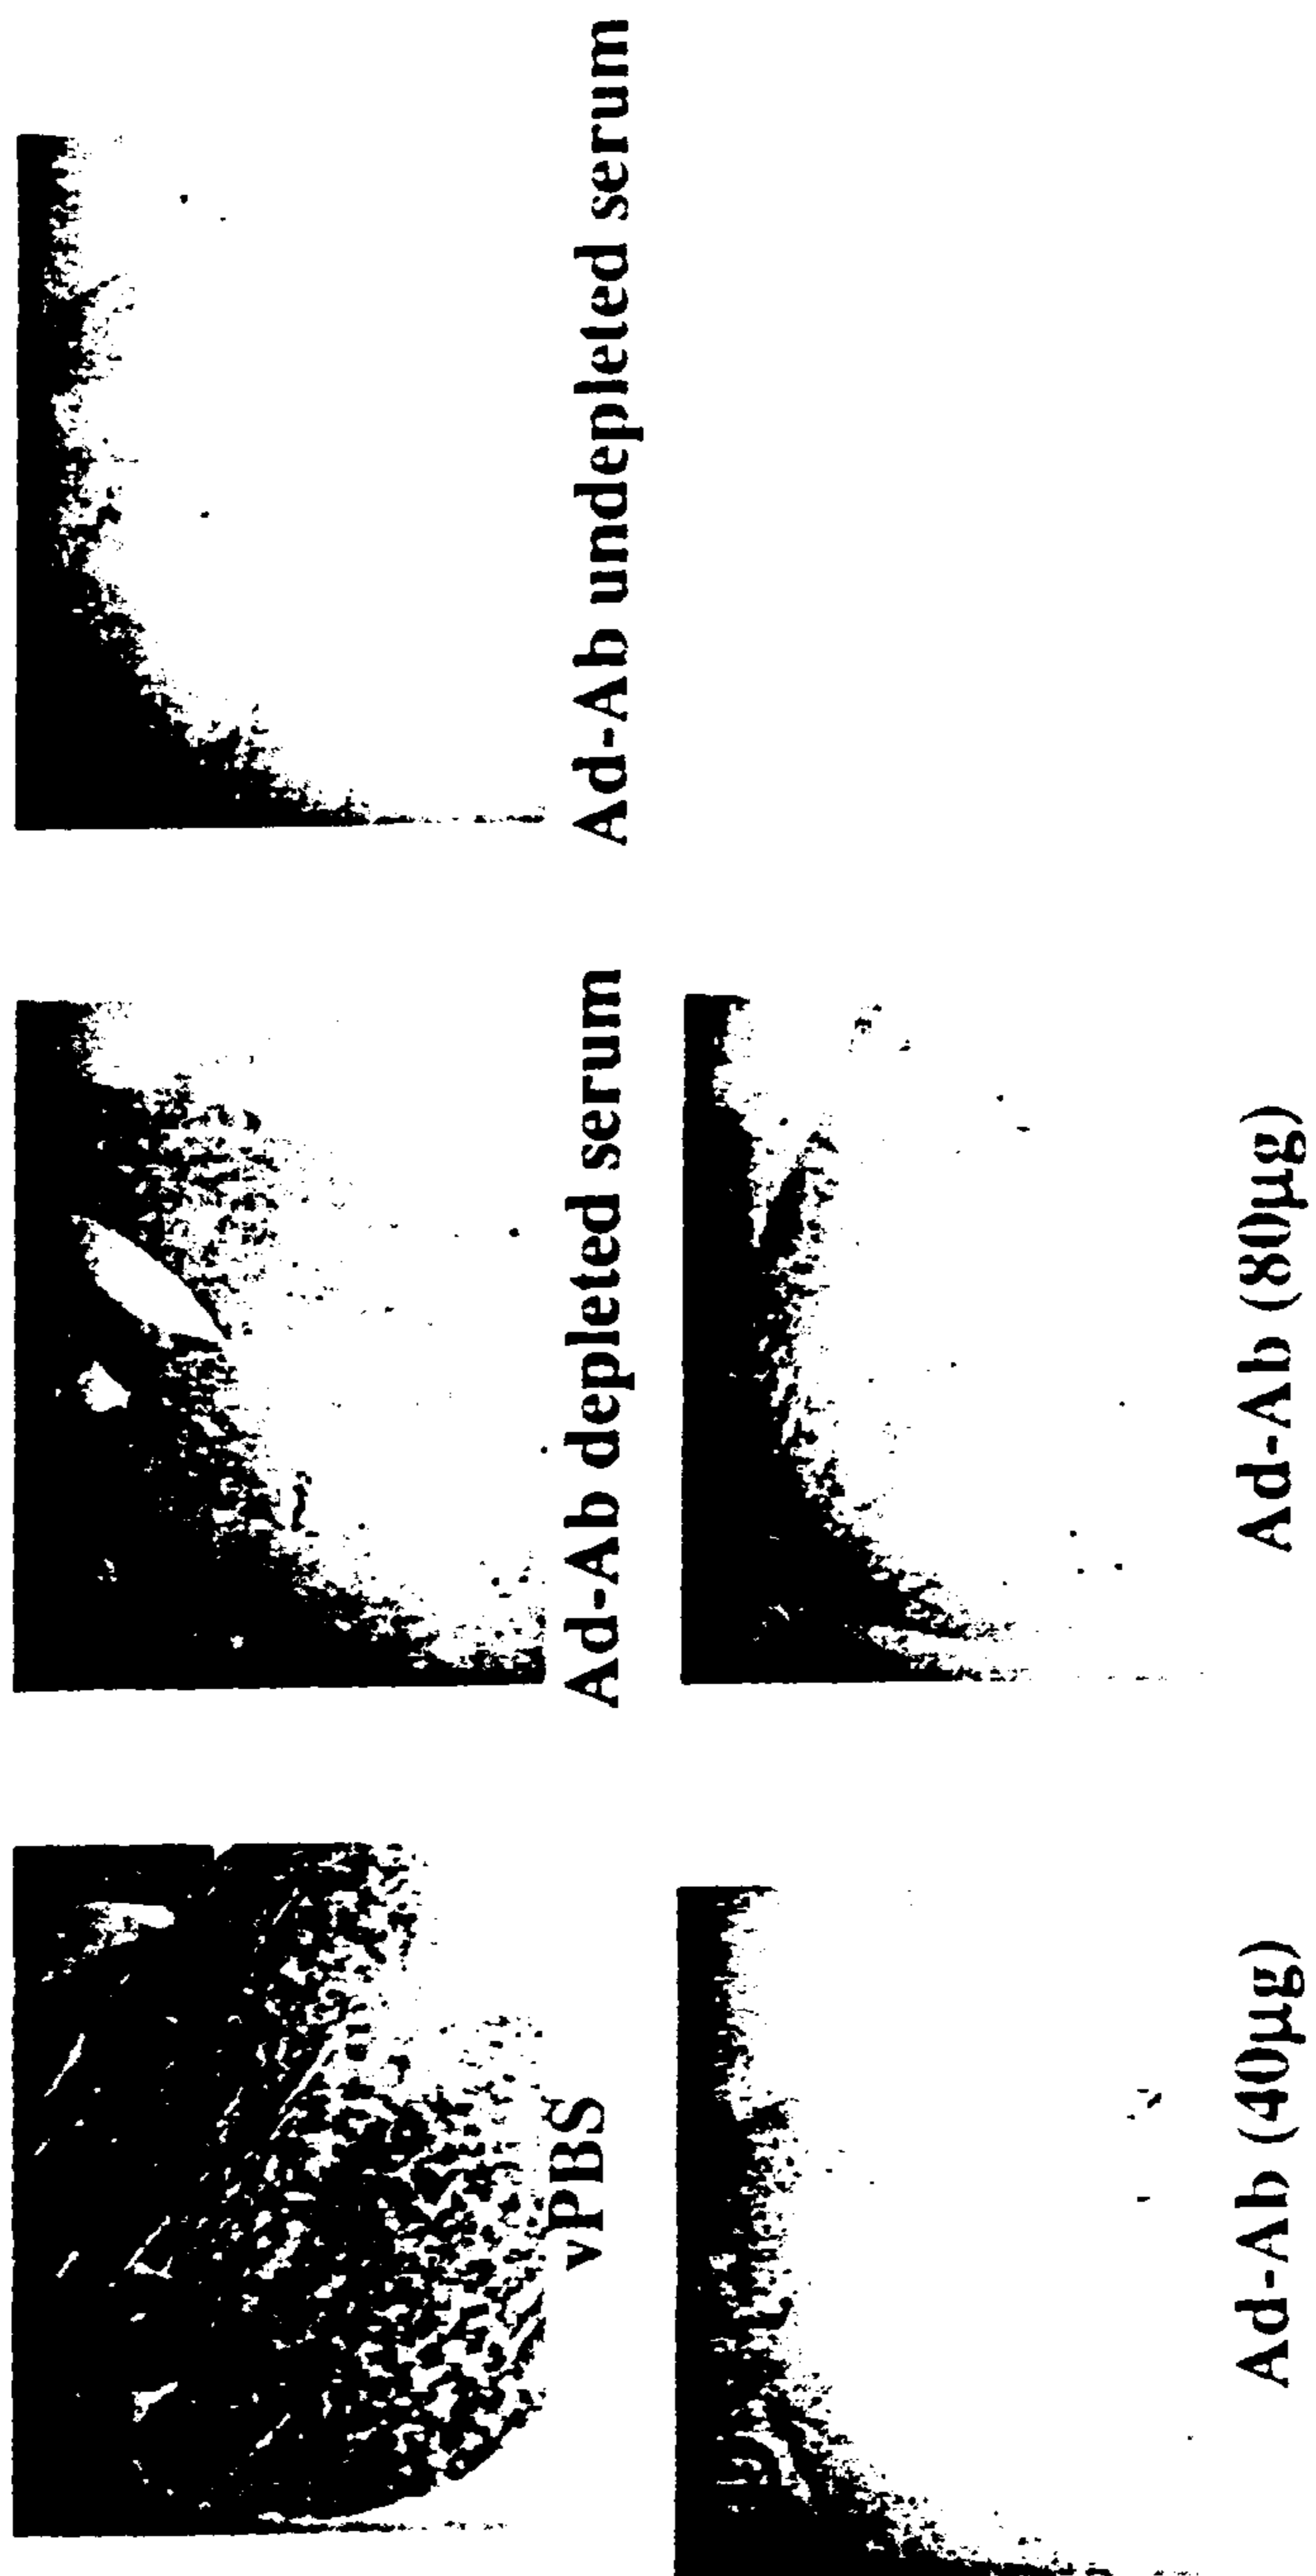 vPBS
Ad-Ab depleted serum
Ad-Ab undepleted serum
Ad-Ab (40µg)
Ad-Ab (80µg)